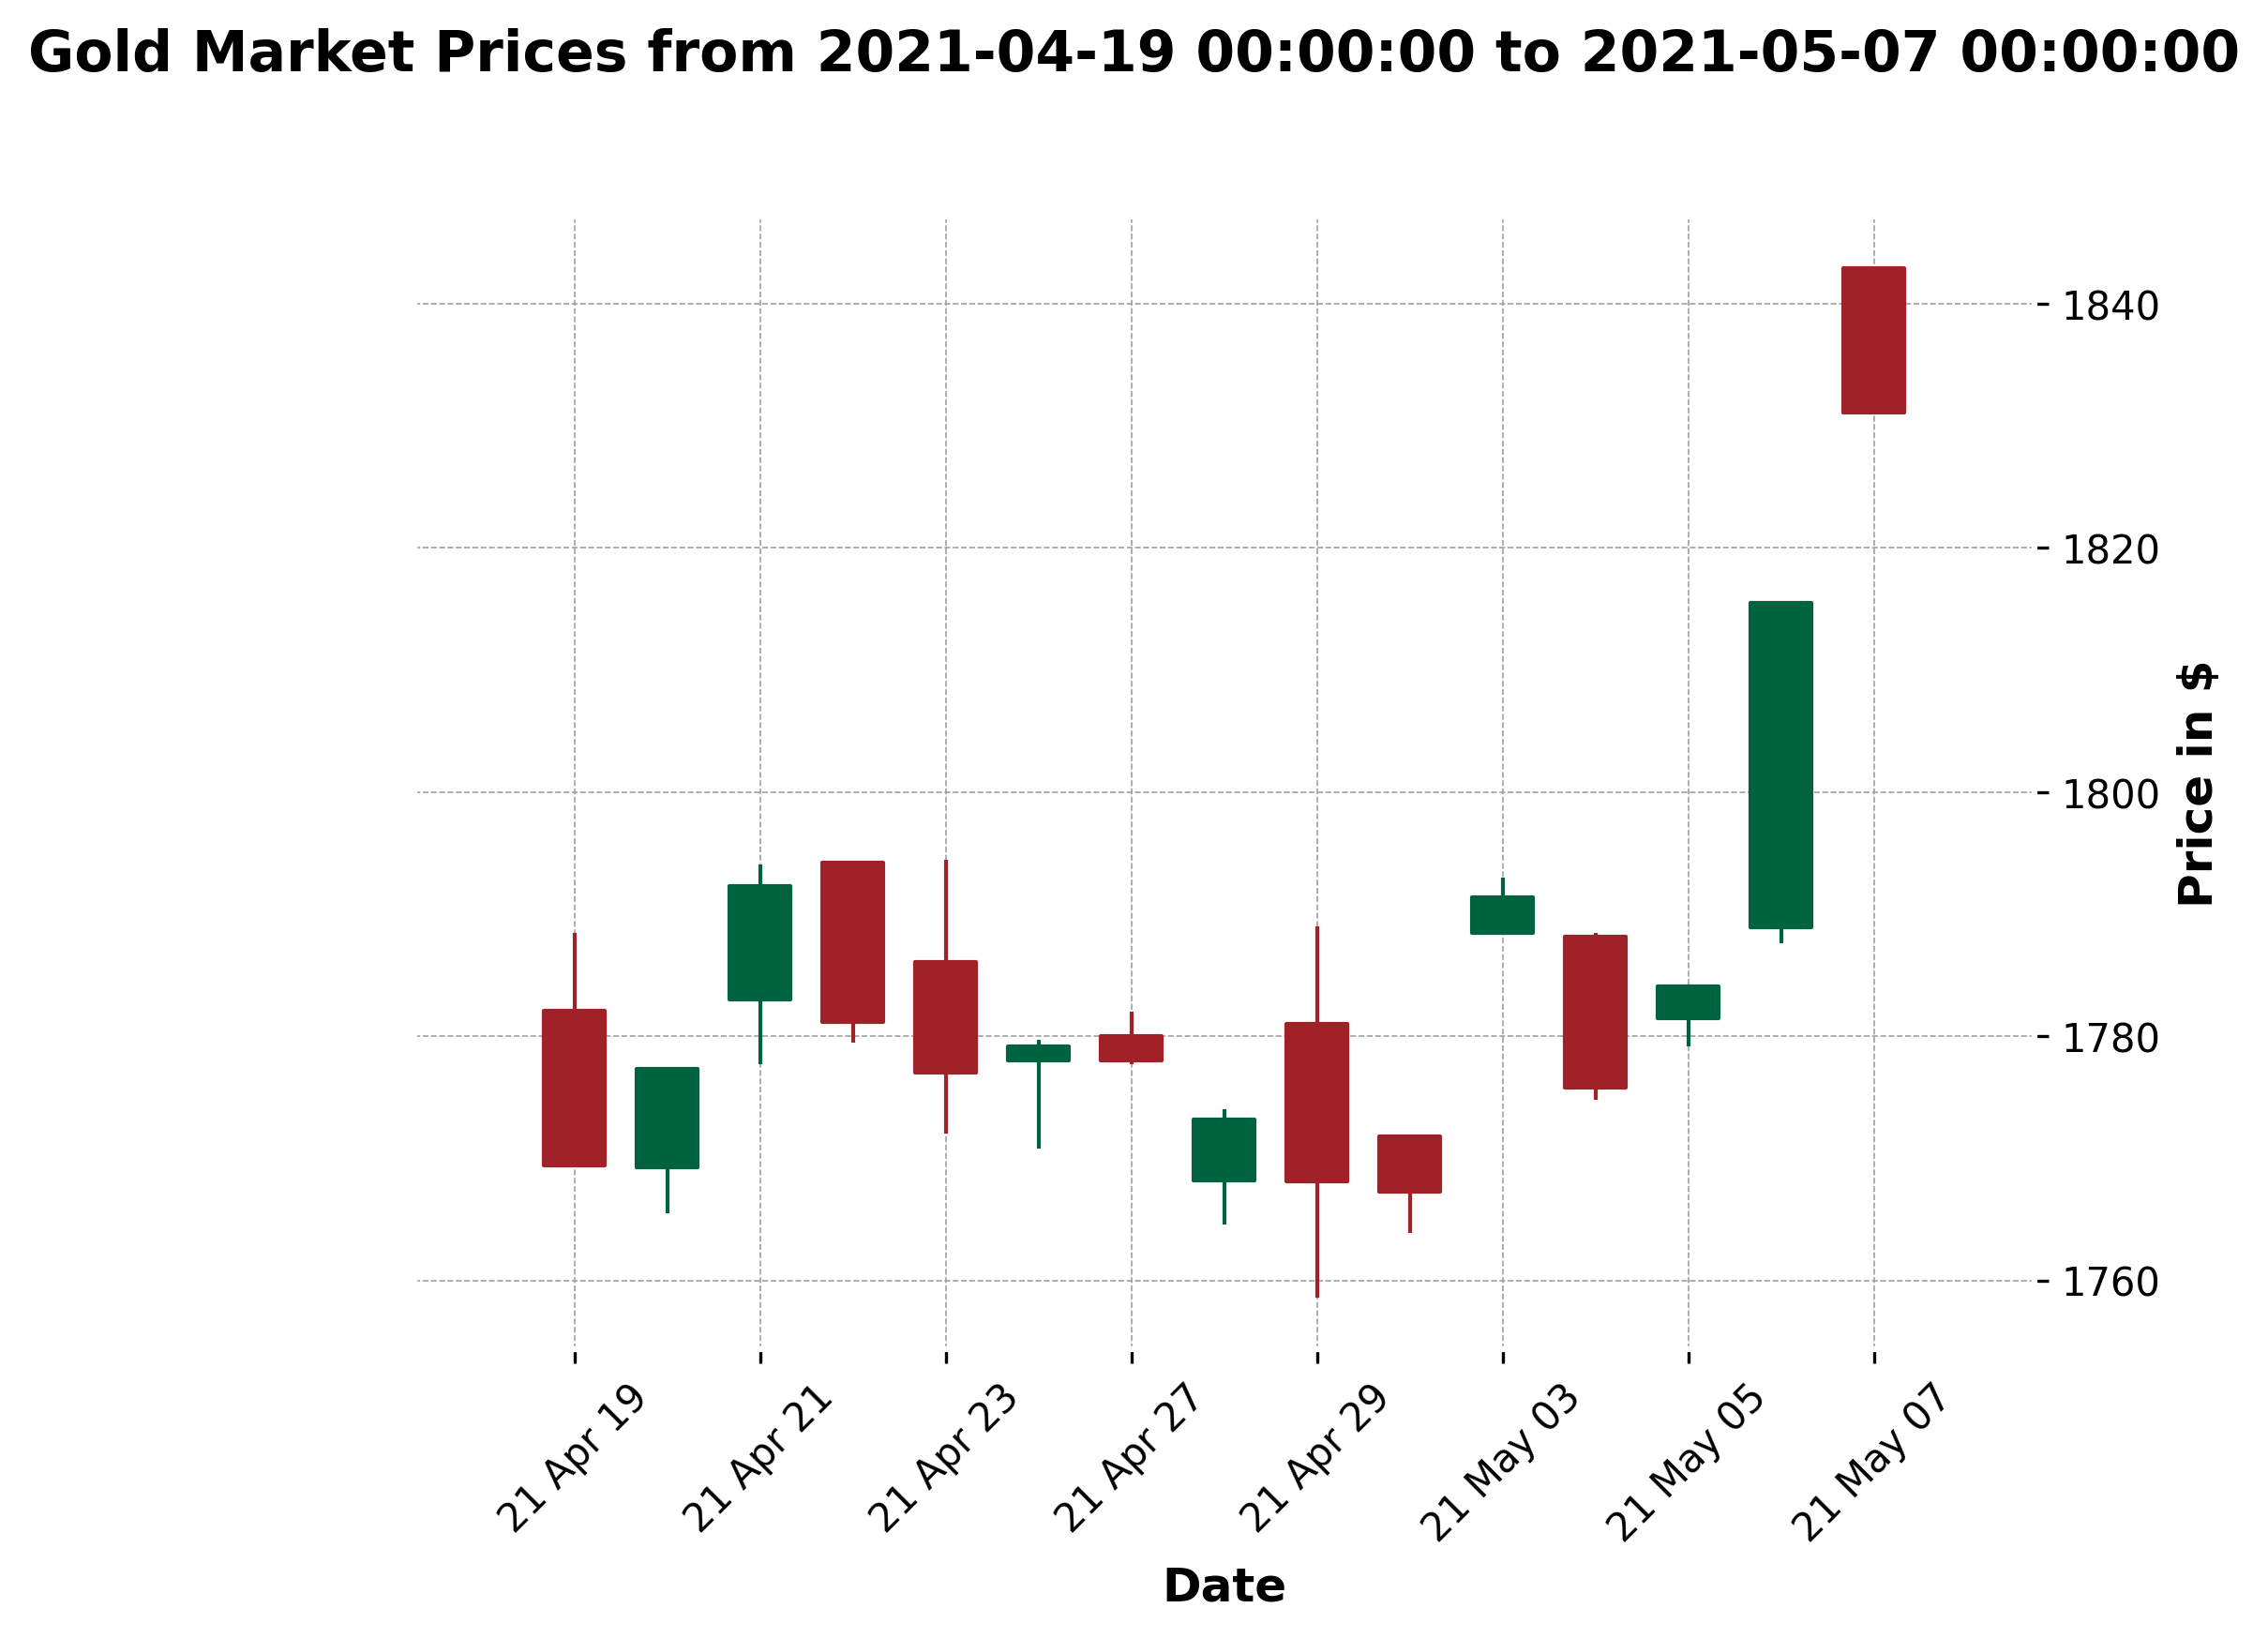 Gold Market Prices from 2021-04-19 00:00:00 to 2021-05-07 00:00:00
1840
1820
1800
1780
1760
Price in $
21 Apr 19
21 Apr 21
21 Apr 23
21 Apr 27
21 Apr 29
21 May 03
21 May 05
21 May 07
Date